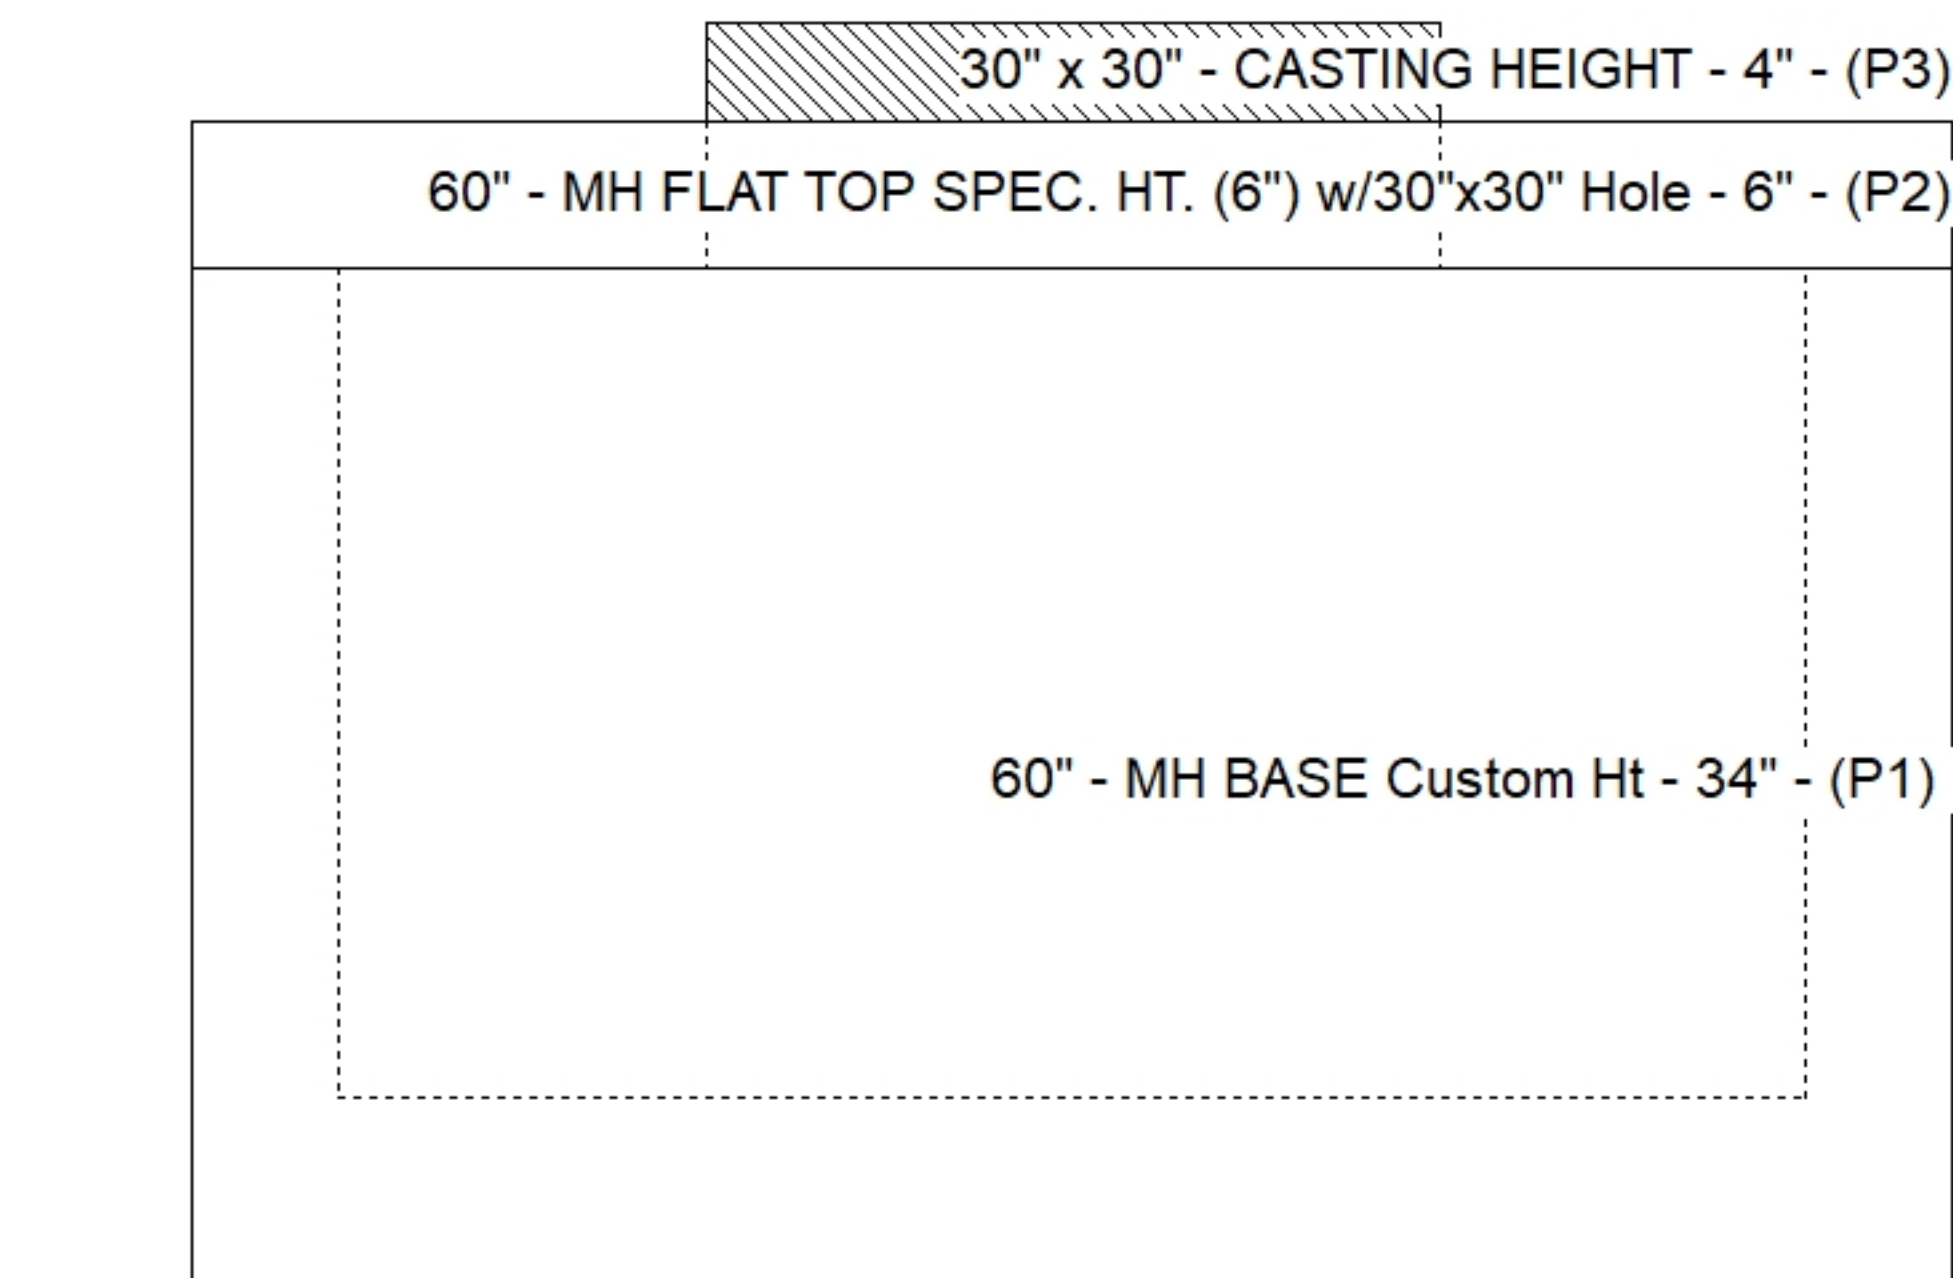 30" x 30" - CASTING HEIGHT - 4" - (P3)
60" - MH FLAT TOP SPEC. HT. (6") w/30"x30" Hole - 6" - (P2)
60" - MH BASE Custom Ht - 34" - (P1)